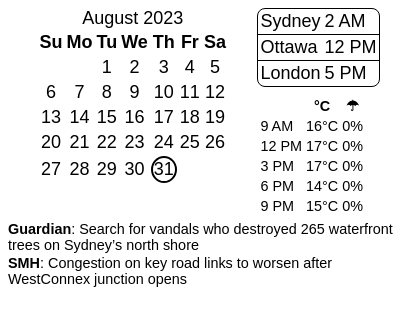 August 2023
Su Mo Tu We Th Fr Sa
1 2 3 4 5
6 7 8 9 10 11 12
13 14 15 16 17 18 19
20 21 22 23 24 25 26
27 28 29 30 31
Sydney 2 AM
Ottawa 12 PM
London 5 PM
°C ☂
9 AM 16°C 0%
12 PM 17°C 0%
3 PM 17°C 0%
6 PM 14°C 0%
9 PM 15°C 0%
Guardian: Search for vandals who destroyed 265 waterfront
trees on Sydney’s north shore
SMH: Congestion on key road links to worsen after
WestConnex junction opens